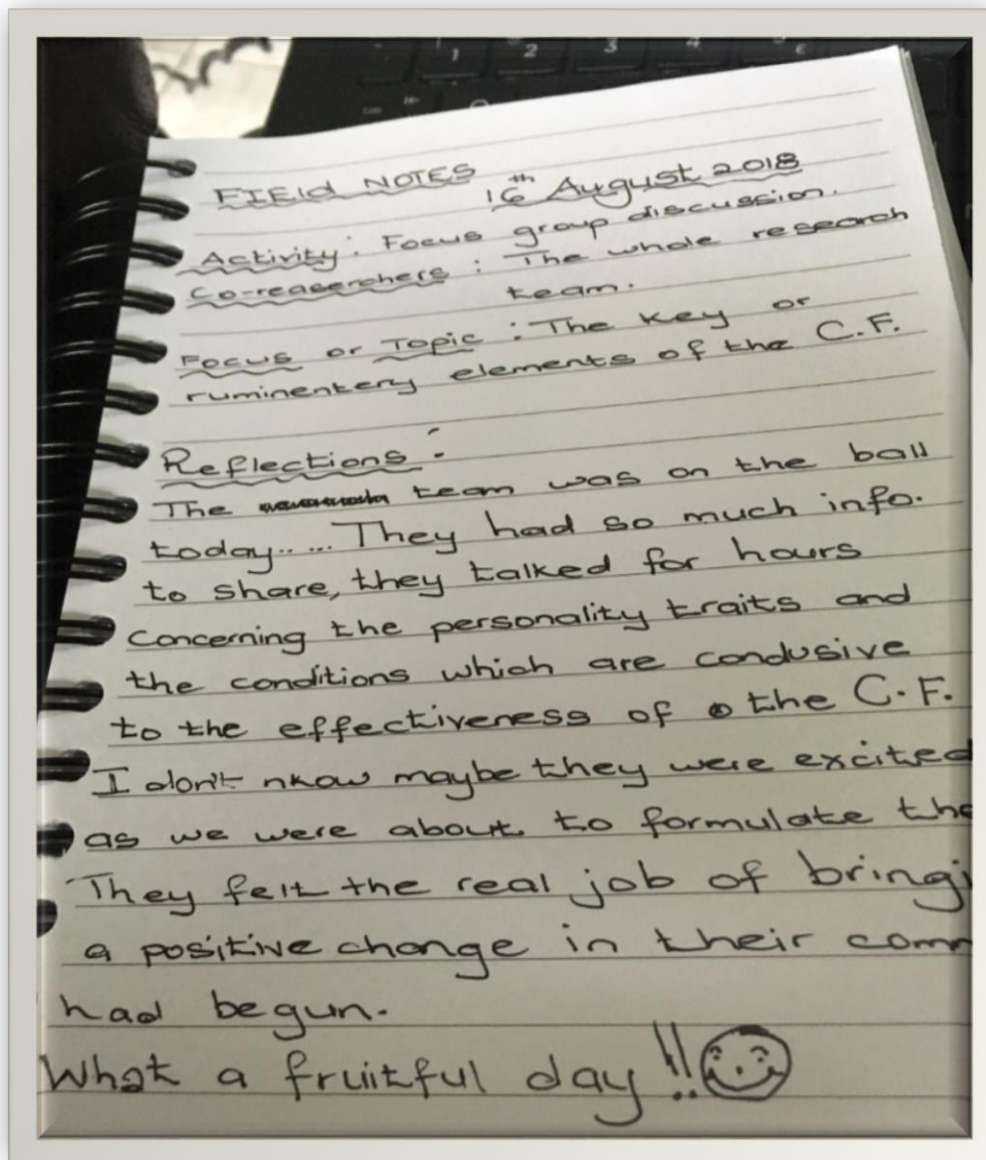 FIEld NOTES
16th August 2018
Activity: Focus group discussion.
Co-reaserchers: The whole research
team.
Focus or Topic: The key or
rumintery elements of the C.F.
Reflections:-
The team was on the ball
today..... They had so much info.
to share, they talked for hours
concerning the personality traits and
the conditions which are condusive
to the effectiveness of the C.F.
I don't nkow maybe they were excited
as we were about to formulate the
They felt the real job of bringi
a positive change in their comm
had begun.
What a fruitful day!!